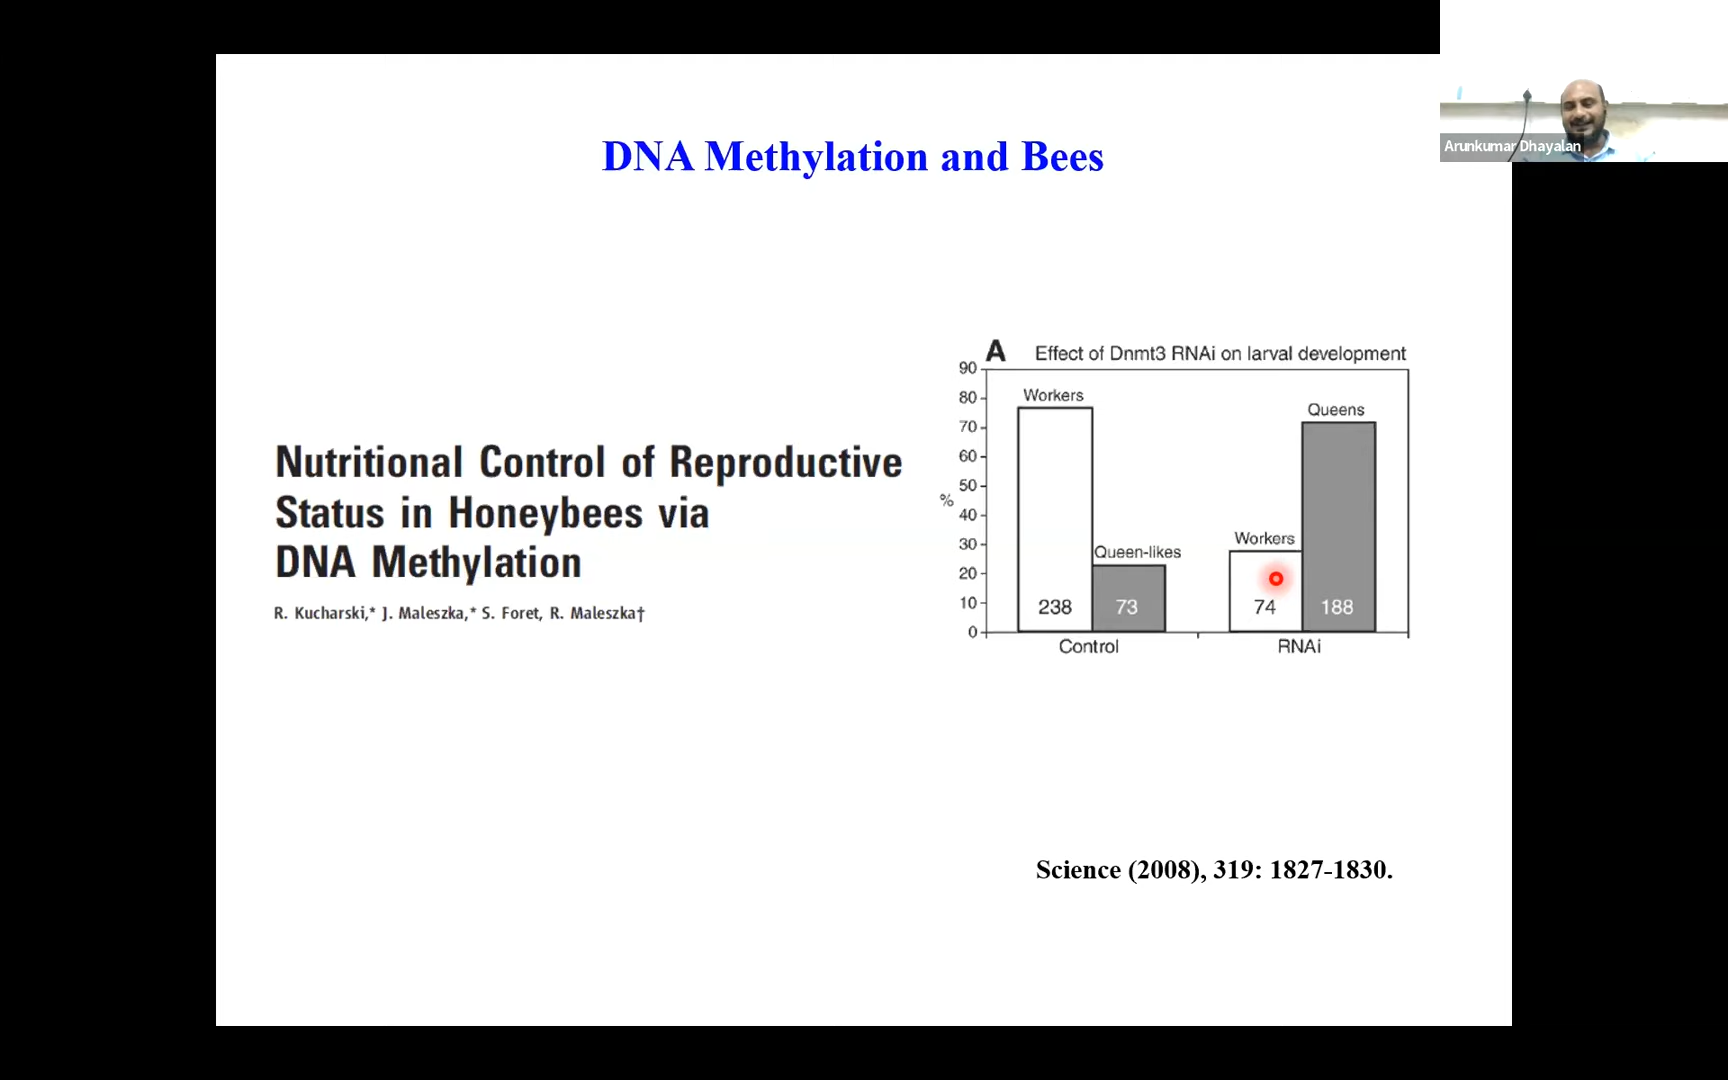 DNA Methylation and Bees
Arunkumar Dhayalan
Nutritional Control of Reproductive
Status in Honeybees via
DNA Methylation
R. Kucharski,* J. Maleszka,* S. Foret, R. Maleszka†
A Effect of Dnmt3 RNAi on larval development
90
80
70
60
50
40
30
20
10
0
%
Workers
Queen-likes
Workers
Queens
238
73
74
188
Control
RNAi
Science (2008), 319: 1827-1830.